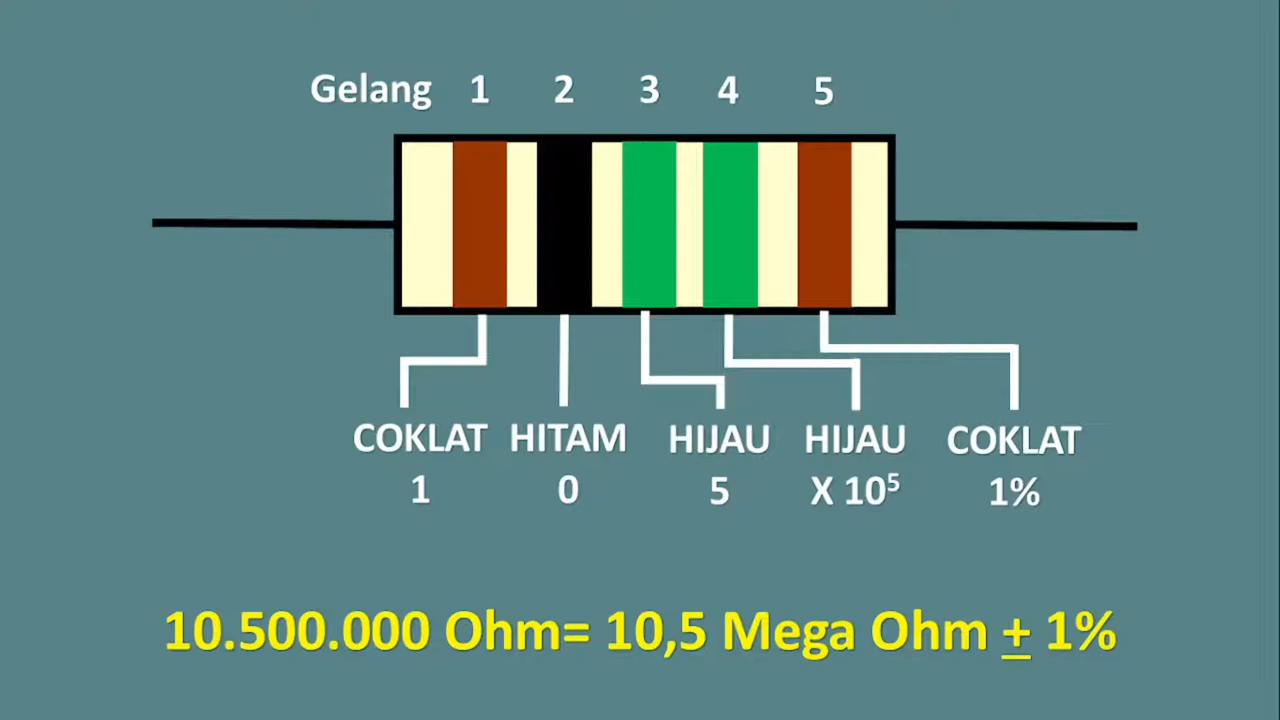 Gelang 1 2 3 4 5
COKLAT HITAM HIJAU HIJAU COKLAT
1 0 5 X 10⁵ 1%
10.500.000 Ohm= 10,5 Mega Ohm ± 1%